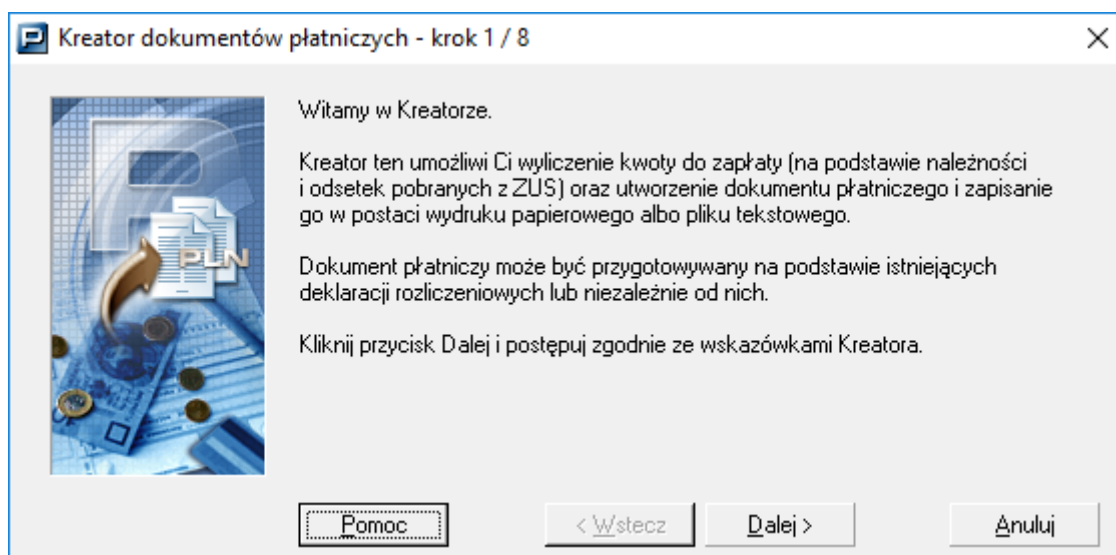 Kreator dokumentów płatniczych - krok 1 / 8
Witamy w Kreatorze.
Kreator ten umożliwi Ci wyliczenie kwoty do zapłaty (na podstawie należności
i odsetek pobranych z ZUS) oraz utworzenie dokumentu płatniczego i zapisanie
go w postaci wydruku papierowego albo pliku tekstowego.
Dokument płatniczy może być przygotowywany na podstawie istniejących
deklaracji rozliczeniowych lub niezależnie od nich.
Kliknij przycisk Dalej i postępuj zgodnie ze wskazówkami Kreatora.
PLN
Pomoc
< Wstecz
Dalej >
Anuluj